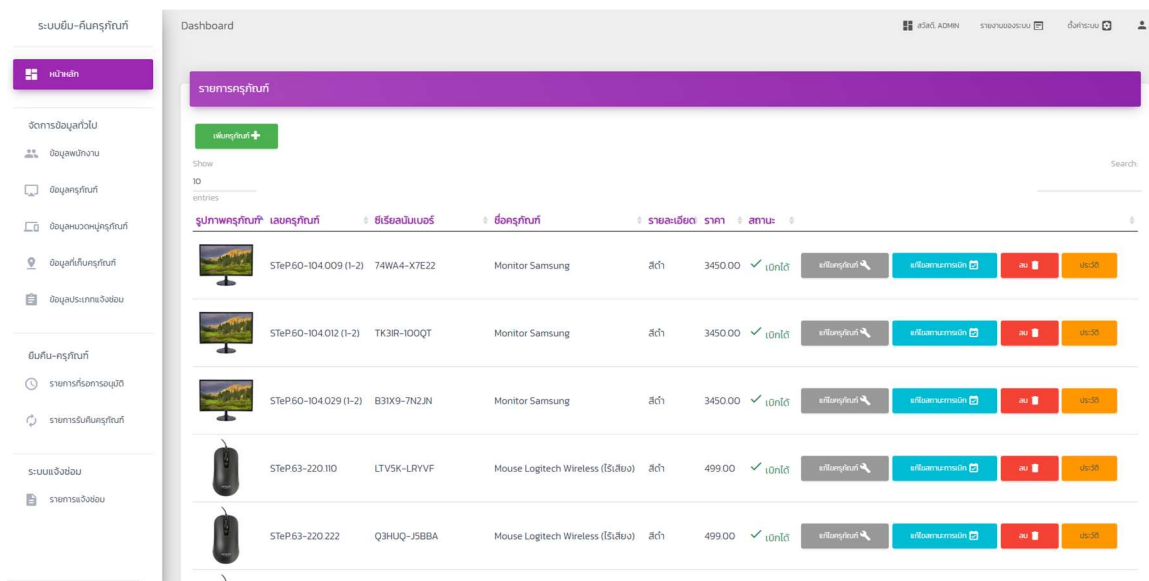 ระบบยืม-คืนครุภัณฑ์
Dashboard
สวัสดี, ADMIN
รายงานของระบบ
ตั้งค่าระบบ
หน้าหลัก
จัดการข้อมูลทั่วไป
ข้อมูลพนักงาน
ข้อมูลครุภัณฑ์
ข้อมูลหมวดหมู่ครุภัณฑ์
ข้อมูลที่เก็บครุภัณฑ์
ข้อมูลประเภทแจ้งซ่อม
ยืมคืน-ครุภัณฑ์
รายการที่รอการอนุมัติ
รายการรับคืนครุภัณฑ์
ระบบแจ้งซ่อม
รายการแจ้งซ่อม
รายการครุภัณฑ์
เพิ่มครุภัณฑ์
Show
10
entries
Search:
รูปภาพครุภัณฑ์ เลขครุภัณฑ์ ซีเรียลนัมเบอร์ ชื่อครุภัณฑ์ รายละเอียด ราคา สถานะ
STeP.60-104.009 (1-2) 74WA4-X7E22 Monitor Samsung สีดำ 3450.00 เบิกได้ แก้ไขครุภัณฑ์ แก้ไขสถานะการเบิก ลบ ประวัติ
STeP.60-104.012 (1-2) TK3IR-1OOQT Monitor Samsung สีดำ 3450.00 เบิกได้ แก้ไขครุภัณฑ์ แก้ไขสถานะการเบิก ลบ ประวัติ
STeP.60-104.029 (1-2) B31X9-7N2JN Monitor Samsung สีดำ 3450.00 เบิกได้ แก้ไขครุภัณฑ์ แก้ไขสถานะการเบิก ลบ ประวัติ
STeP.63-220.110 LTV5K-LRYVF Mouse Logitech Wireless (ไร้เสียง) สีดำ 499.00 เบิกได้ แก้ไขครุภัณฑ์ แก้ไขสถานะการเบิก ลบ ประวัติ
STeP.63-220.222 Q3HUQ-J5BBA Mouse Logitech Wireless (ไร้เสียง) สีดำ 499.00 เบิกได้ แก้ไขครุภัณฑ์ แก้ไขสถานะการเบิก ลบ ประวัติ